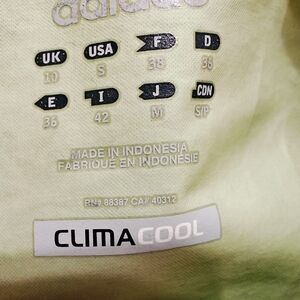 adidas
UK USA F D
10 S 38 36
E I J CDN
36 42 M S/P
MADE IN INDONESIA
FABRIQUÉ EN INDONÉSIE
RN# 88387 CA# 40312
CLIMACOOL